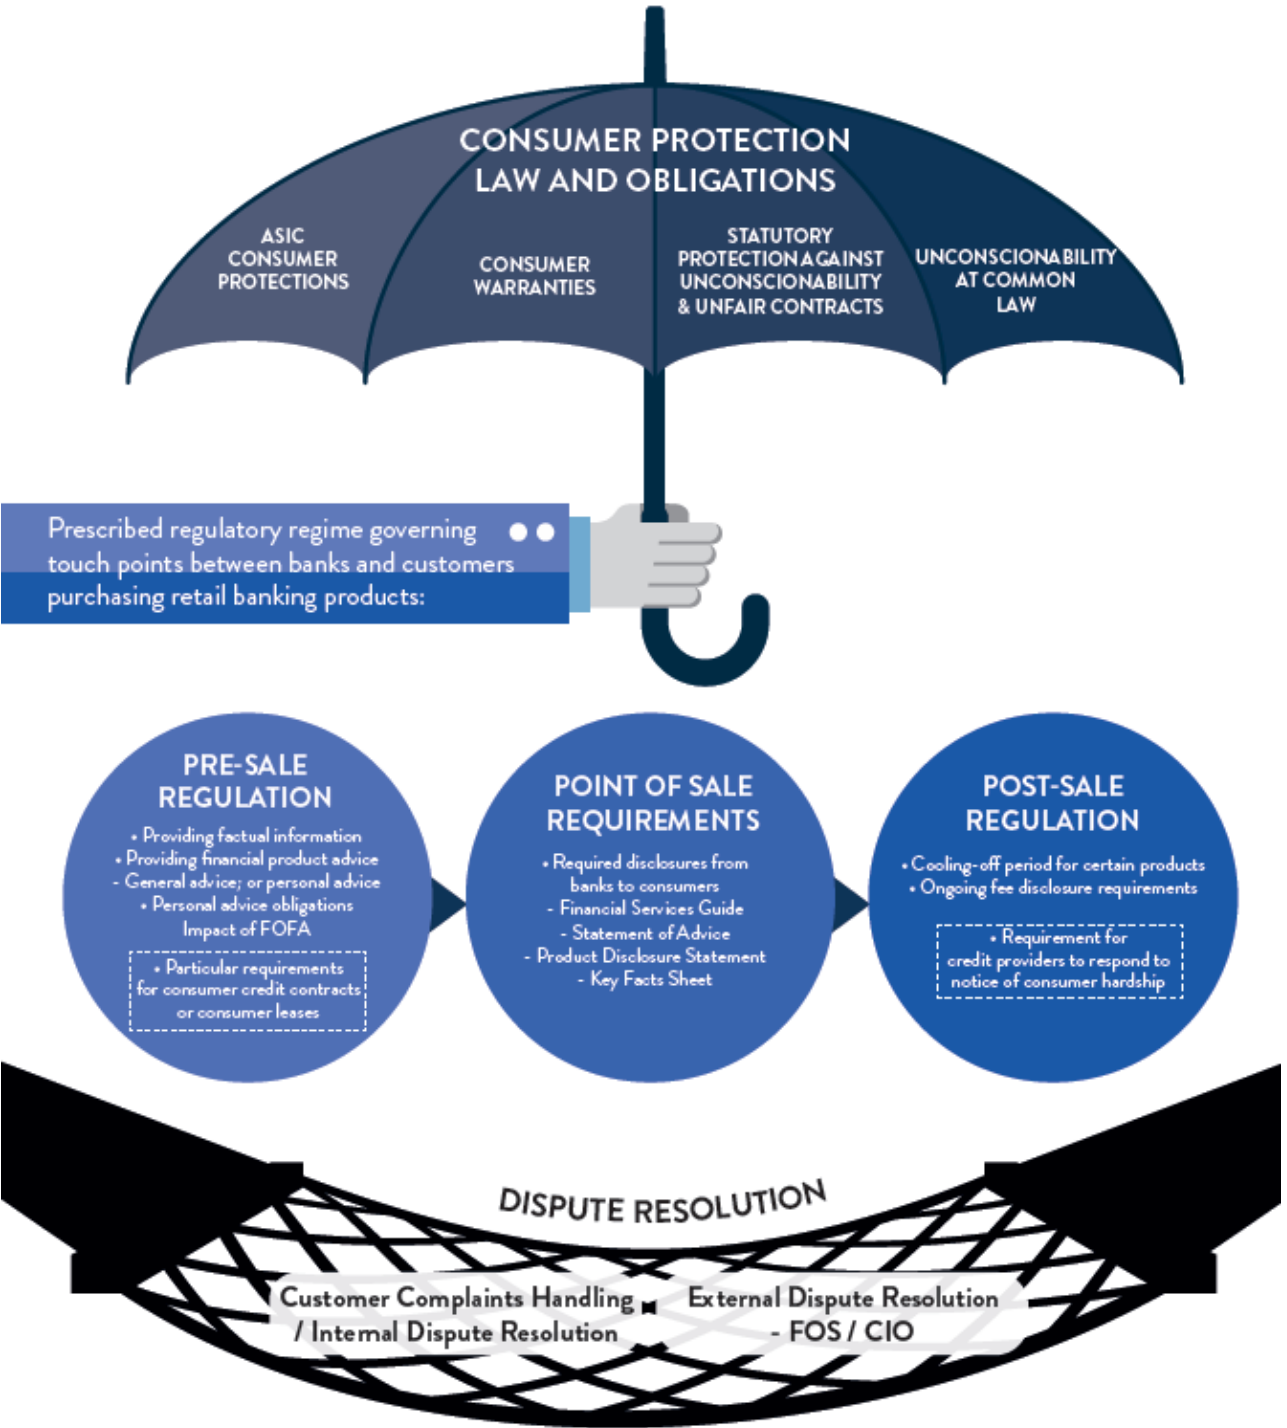 CONSUMER PROTECTION
LAW AND OBLIGATIONS
ASIC
CONSUMER
PROTECTIONS
CONSUMER
WARRANTIES
STATUTORY
PROTECTION AGAINST
UNCONSCIONABILITY
& UNFAIR CONTRACTS
UNCONSCIONABILITY
AT COMMON
LAW
Prescribed regulatory regime governing
touch points between banks and customers
purchasing retail banking products:
PRE-SALE
REGULATION
• Providing factual information
• Providing financial product advice
- General advice; or personal advice
• Personal advice obligations
Impact of FOFA
• Particular requirements
for consumer credit contracts
or consumer leases
POINT OF SALE
REQUIREMENTS
• Required disclosures from
banks to consumers
- Financial Services Guide
- Statement of Advice
- Product Disclosure Statement
- Key Facts Sheet
POST-SALE
REGULATION
• Cooling-off period for certain products
• Ongoing fee disclosure requirements
• Requirement for
credit providers to respond to
notice of consumer hardship
DISPUTE RESOLUTION
Customer Complaints Handling
/ Internal Dispute Resolution
External Dispute Resolution
- FOS / CIO